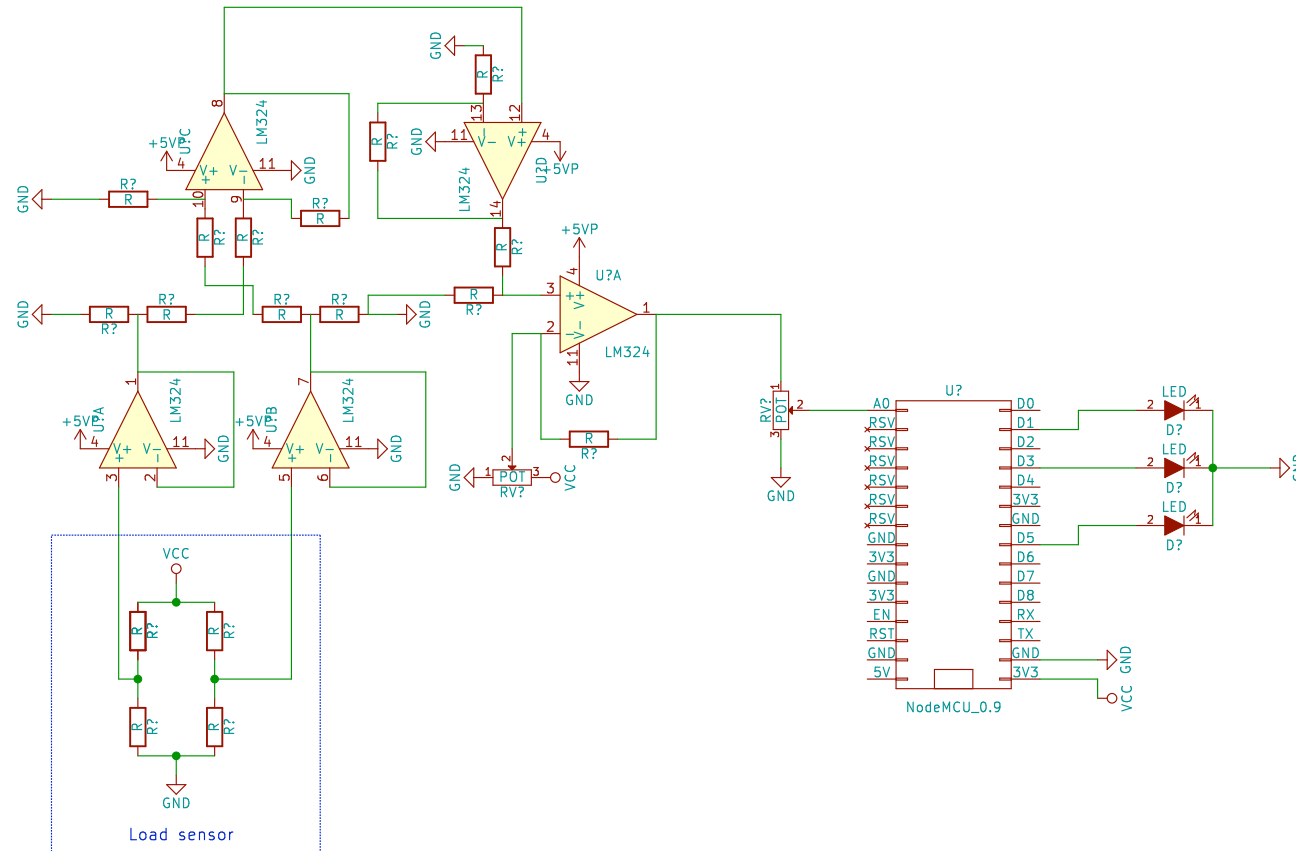 GND
R
R?
8
LM324
+5VP
U?C
4
V+
+
V-
-
11
GND
10
9
GND
R?
R
R?
R
R
R?
R
R?
R
R?
13
12
GND
11
-
V-
+
V+
4
+5VP
LM324
U?D
14
R
R?
+5VP
4
U?A
3
+
V+
2
-
V-
1
11
LM324
GND
GND
R
R?
R?
R
R?
R
R?
R
GND
R
R?
1
LM324
+5VP
U?A
4
V+
+
V-
-
11
GND
3
2
7
LM324
+5VP
U?B
4
V+
+
V-
-
11
GND
5
6
R
R?
GND
1
POT
2
3
VCC
RV?
1
RV?
POT
2
3
GND
U?
A0
RSV
RSV
RSV
RSV
RSV
RSV
GND
3V3
GND
3V3
EN
RST
GND
5V
D0
D1
D2
D3
D4
3V3
GND
D5
D6
D7
D8
RX
TX
GND
3V3
GND
VCC
NodeMCU_0.9
LED
2
1
D?
LED
2
1
D?
LED
2
1
D?
GND
VCC
R
R?
R
R?
R
R?
R
R?
GND
Load sensor